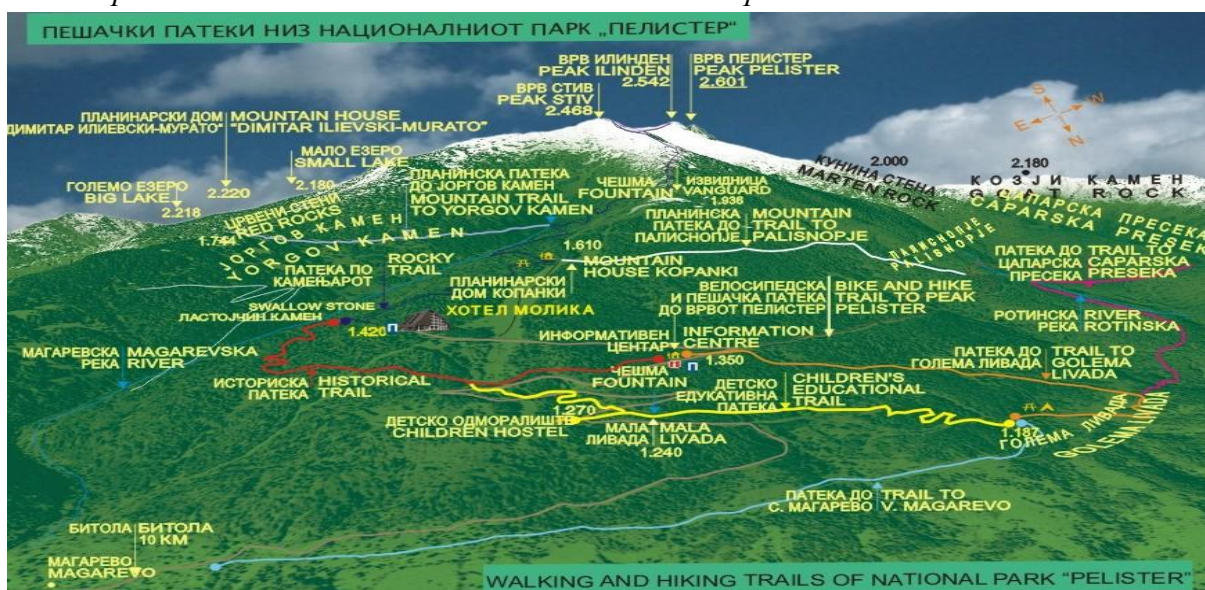 ПЕШАЧКИ ПАТЕКИ НИЗ НАЦИОНАЛНИОТ ПАРК „ПЕЛИСТЕР”
ВРВ ИЛИНДЕН
PEAK ILINDEN
2.542
ВРВ ПЕЛИСТЕР
PEAK PELISTER
2.601
ВРВ СТИВ
PEAK STIV
2.468
S
W
E
N
ПЛАНИНАРСКИ ДОМ
ДИМИТАР ИЛИЕВСКИ-МУРАТО"
MOUNTAIN HOUSE
"DIMITAR ILIEVSKI-MURATO"
2.220
МАЛО ЕЗЕРО
SMALL LAKE
2.180
ГОЛЕМО ЕЗЕРО
BIG LAKE
2.218
ЦРВЕНИ СТЕНИ
RED ROCKS
1.744
ЈОРГОВ КАМЕН
YORGOV KAMEN
ПЛАНИНСКА ПАТЕКА
ДО ЈОРГОВ КАМЕН
MOUNTAIN TRAIL
TO YORGOV KAMEN
ЧЕШМА
FOUNTAIN
ИЗВИДНИЦА
VANGUARD
1.936
2.000
КУНИНА СТЕНА
MARTEN ROCK
2.180
КОЗЈИ КАМЕН
GOAT ROCK
ЦАПАРСКА ПРЕСЕКА
CAPARSKA PRESEKA
ПЛАНИНСКА
ПАТЕКА ДО
ПАЛИСНОПЈЕ
MOUNTAIN
TRAIL TO
PALISNOPJE
ПАЛИСНОПЈЕ
PALISNOPJE
ПАТЕКА ДО
ЦАПАРСКА
ПРЕСЕКА
TRAIL TO
CAPARSKA
PRESEKA
1.610
MOUNTAIN
HOUSE KOPANKI
ПЛАНИНАРСКИ
ДОМ КОПАНКИ
ПАТЕКА ПО
КАМЕЊАРОТ
ROCKY
TRAIL
SWALLOW STONE
ЛАСТОЈЧИН КАМЕН
1.420
П
ХОТЕЛ МОЛИКА
ВЕЛОСИПЕДСКА
И ПЕШАЧКА ПАТЕКА
ДО ВРВОТ ПЕЛИСТЕР
BIKE AND HIKE
TRAIL TO PEAK
PELISTER
РОТИНСКА
РЕКА
RIVER
ROTINSKA
ИНФОРМАТИВЕН
ЦЕНТАР
INFORMATION
CENTRE
1.350
П
МАГАРЕВСКА
РЕКА
MAGAREVSKA
RIVER
ИСТОРИСКА
ПАТЕКА
HISTORICAL
TRAIL
ЧЕШМА
FOUNTAIN
ДЕТСКО
ЕДУКАТИВНА
ПАТЕКА
CHILDREN'S
EDUCATIONAL
TRAIL
ПАТЕКА ДО
ГОЛЕМА ЛИВАДА
TRAIL TO
GOLEMA
LIVADA
ДЕТСКО ОДМОРАЛИШТЕ
CHILDREN HOSTEL
1.270
МАЛА
ЛИВАДА
MALA
LIVADA
1.240
1.187
ГОЛЕМА ЛИВАДА
GOLEMA LIVADA
ПАТЕКА ДО
С. МАГАРЕВО
TRAIL TO
V. MAGAREVO
БИТОЛА
БИТОЛА
10 KM
МАГАРЕВО
MAGAREVO
WALKING AND HIKING TRAILS OF NATIONAL PARK "PELISTER"